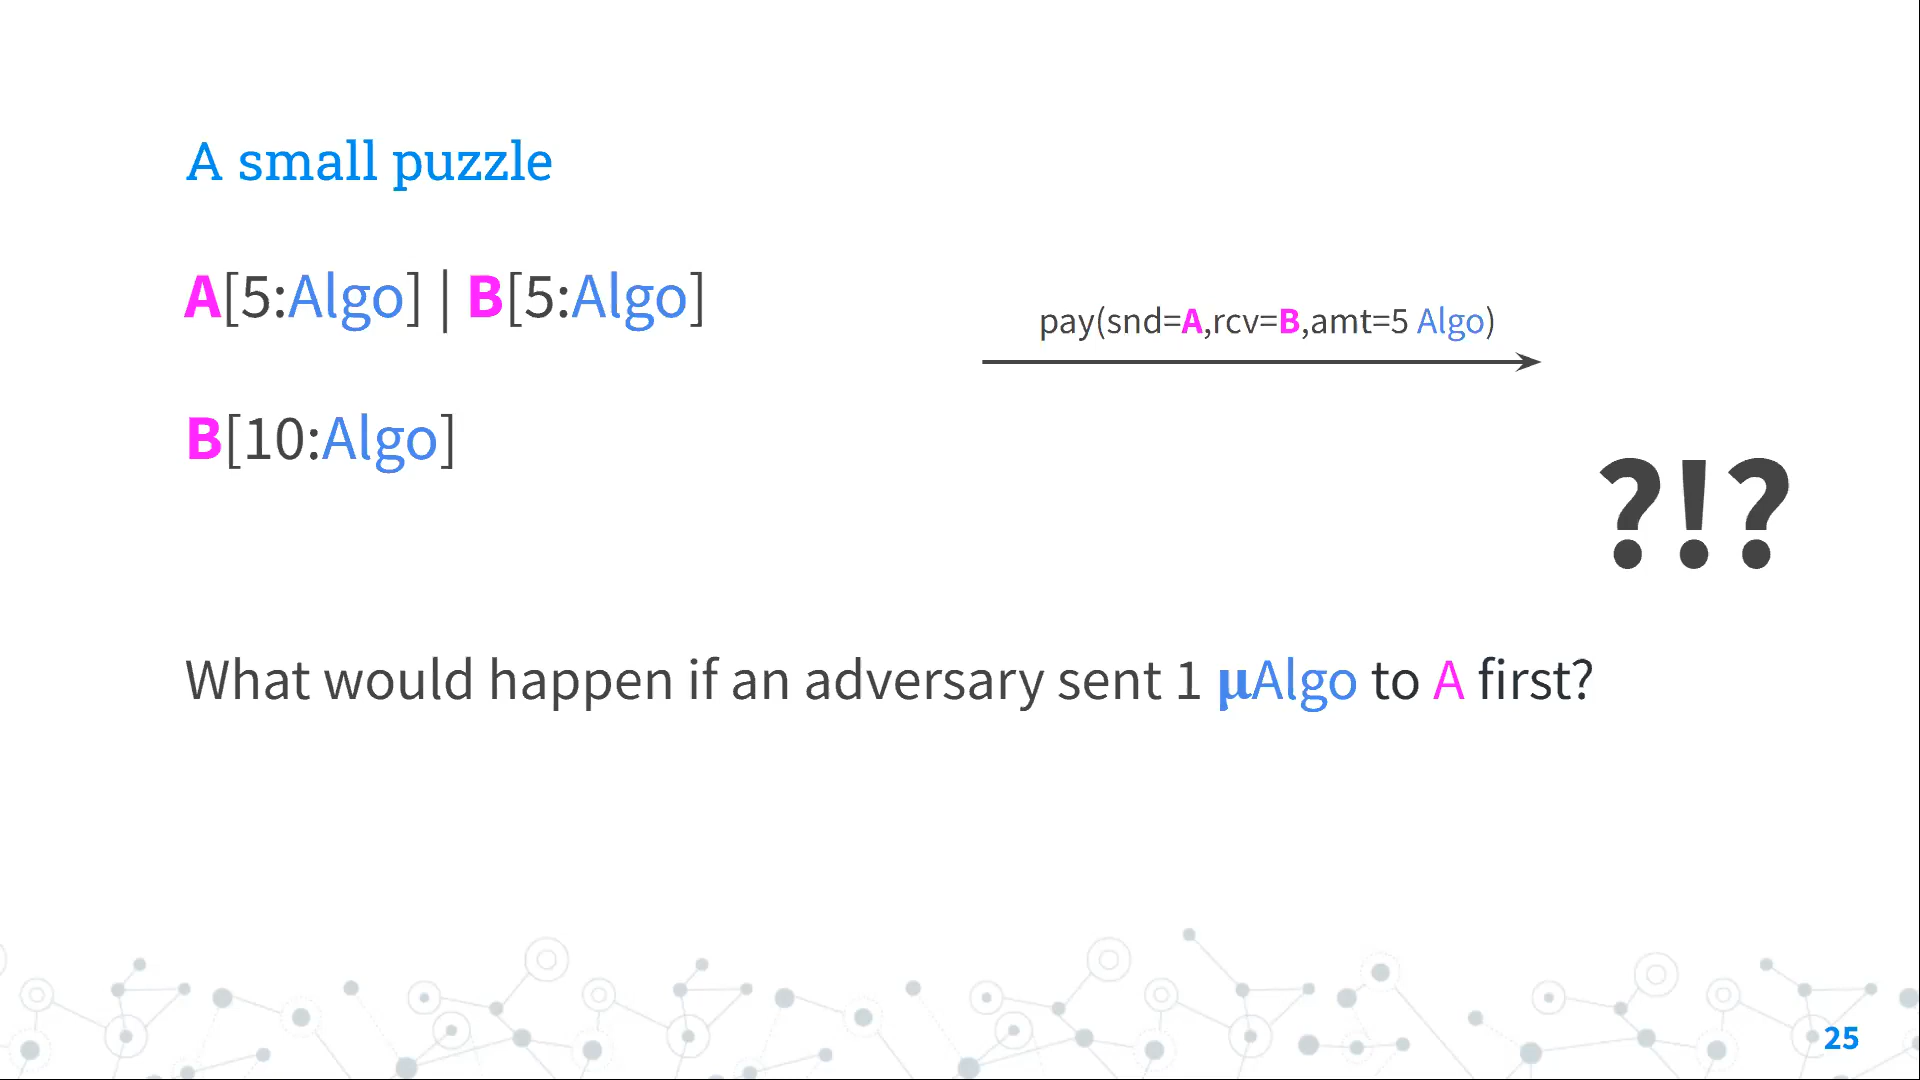 A small puzzle
A[5:Algo] | B[5:Algo]
pay(snd=A,rcv=B,amt=5 Algo)
B[10:Algo]
?!?
What would happen if an adversary sent 1 μAlgo to A first?
25